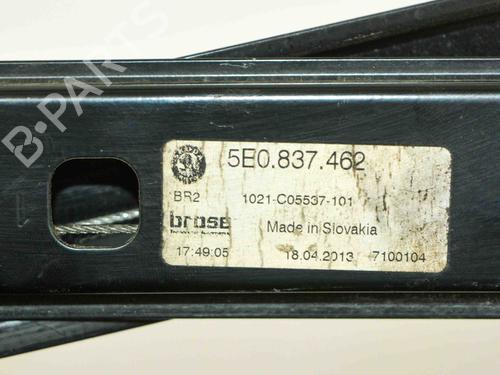 B-PARTS
5E0.837.462
BR2
1021-C05537-101
brose
Made in Slovakia
17:49:05
18.04.2013
7100104